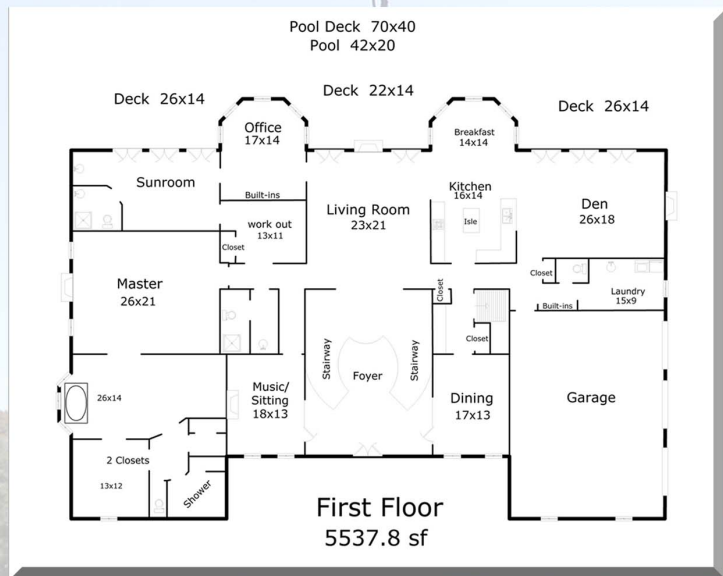 Pool Deck 70x40
Pool 42x20
Deck 26x14
Deck 22x14
Deck 26x14
Office
17x14
Breakfast
14x14
Sunroom
Built-ins
Kitchen
16x14
Living Room
23x21
Isle
Den
26x18
work out
13x11
Closet
Closet
Master
26x21
Closet
Laundry
15x9
Built-ins
Closet
Stairway
Foyer
Stairway
26x14
Music/
Sitting
18x13
Dining
17x13
Garage
2 Closets
13x12
Shower
First Floor
5537.8 sf